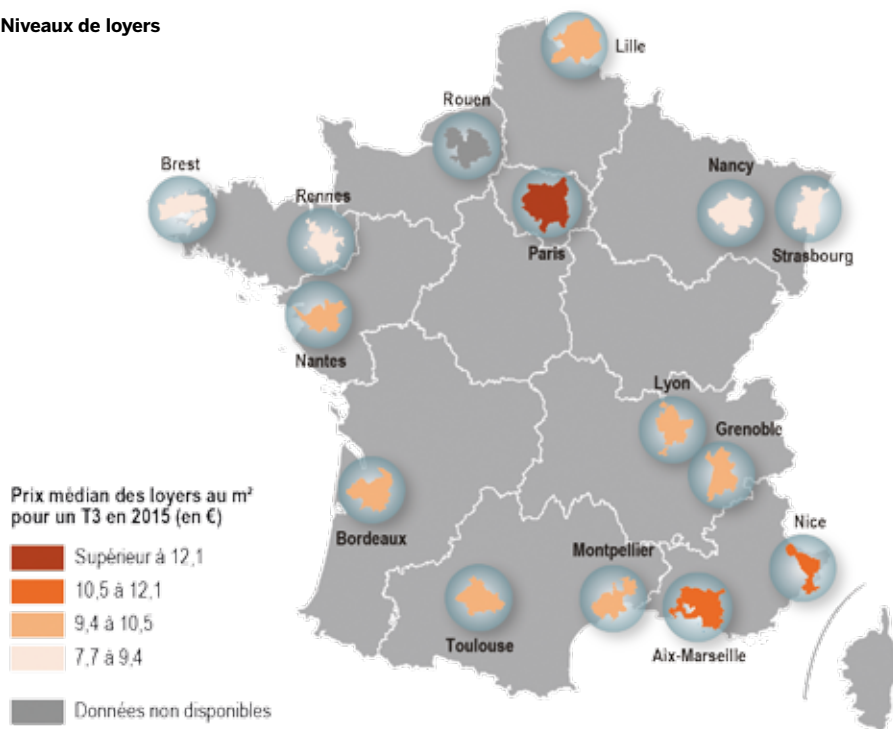 Niveaux de loyers
Lille
Rouen
Brest
Rennes
Nancy
Paris
Strasbourg
Nantes
Lyon
Grenoble
Bordeaux
Nice
Montpellier
Toulouse
Aix-Marseille
Prix médian des loyers au m²
pour un T3 en 2015 (en €)
Supérieur à 12,1
10,5 à 12,1
9,4 à 10,5
7,7 à 9,4
Données non disponibles